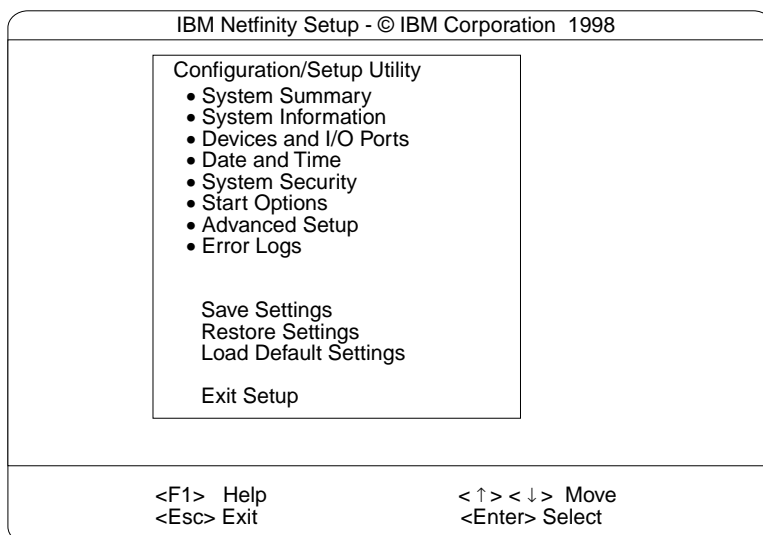 IBM Netfinity Setup - © IBM Corporation 1998
Configuration/Setup Utility
• System Summary
• System Information
• Devices and I/O Ports
• Date and Time
• System Security
• Start Options
• Advanced Setup
• Error Logs
Save Settings
Restore Settings
Load Default Settings
Exit Setup
<F1> Help <↑><↓> Move
<Esc> Exit <Enter> Select